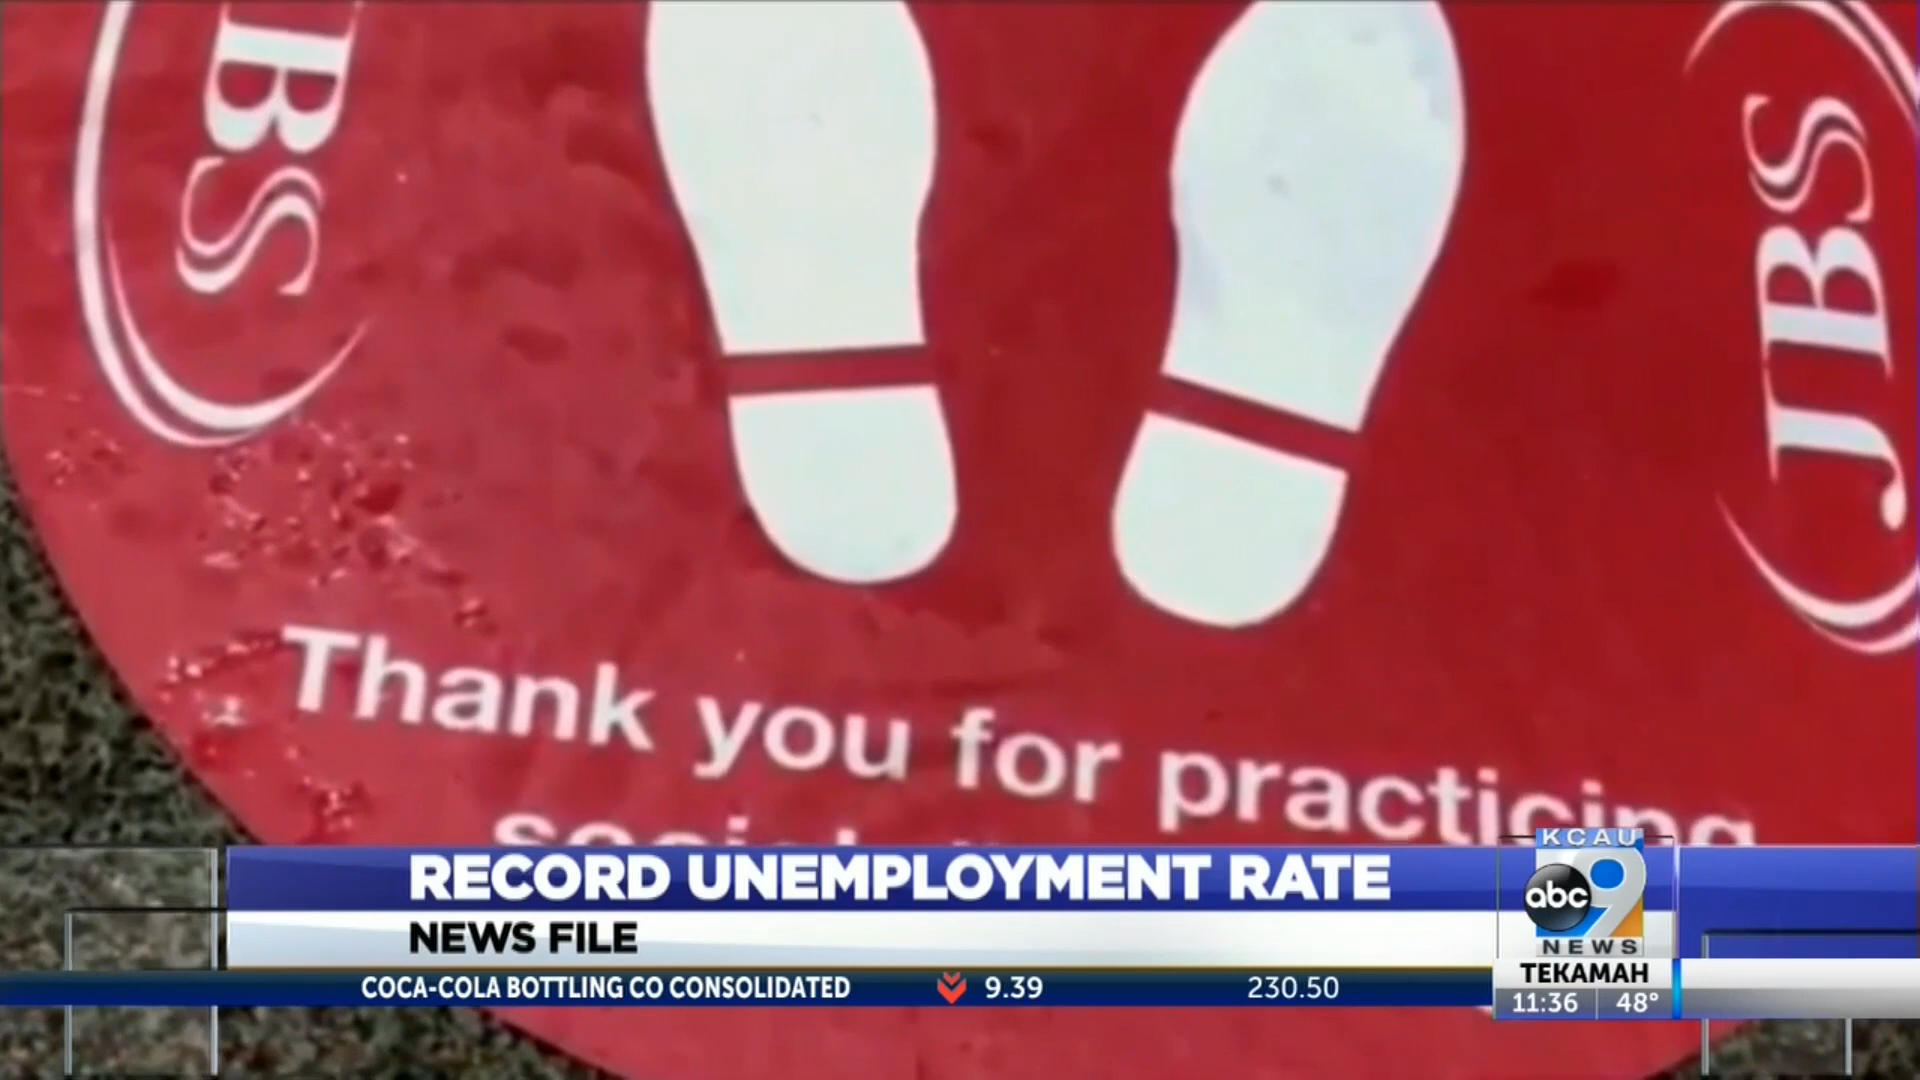 JBS
JBS
Thank you for practicing
social
RECORD UNEMPLOYMENT RATE
NEWS FILE
COCA-COLA BOTTLING CO CONSOLIDATED 9.39 230.50
KCAU
abc 9
NEWS
TEKAMAH
11:36 48°